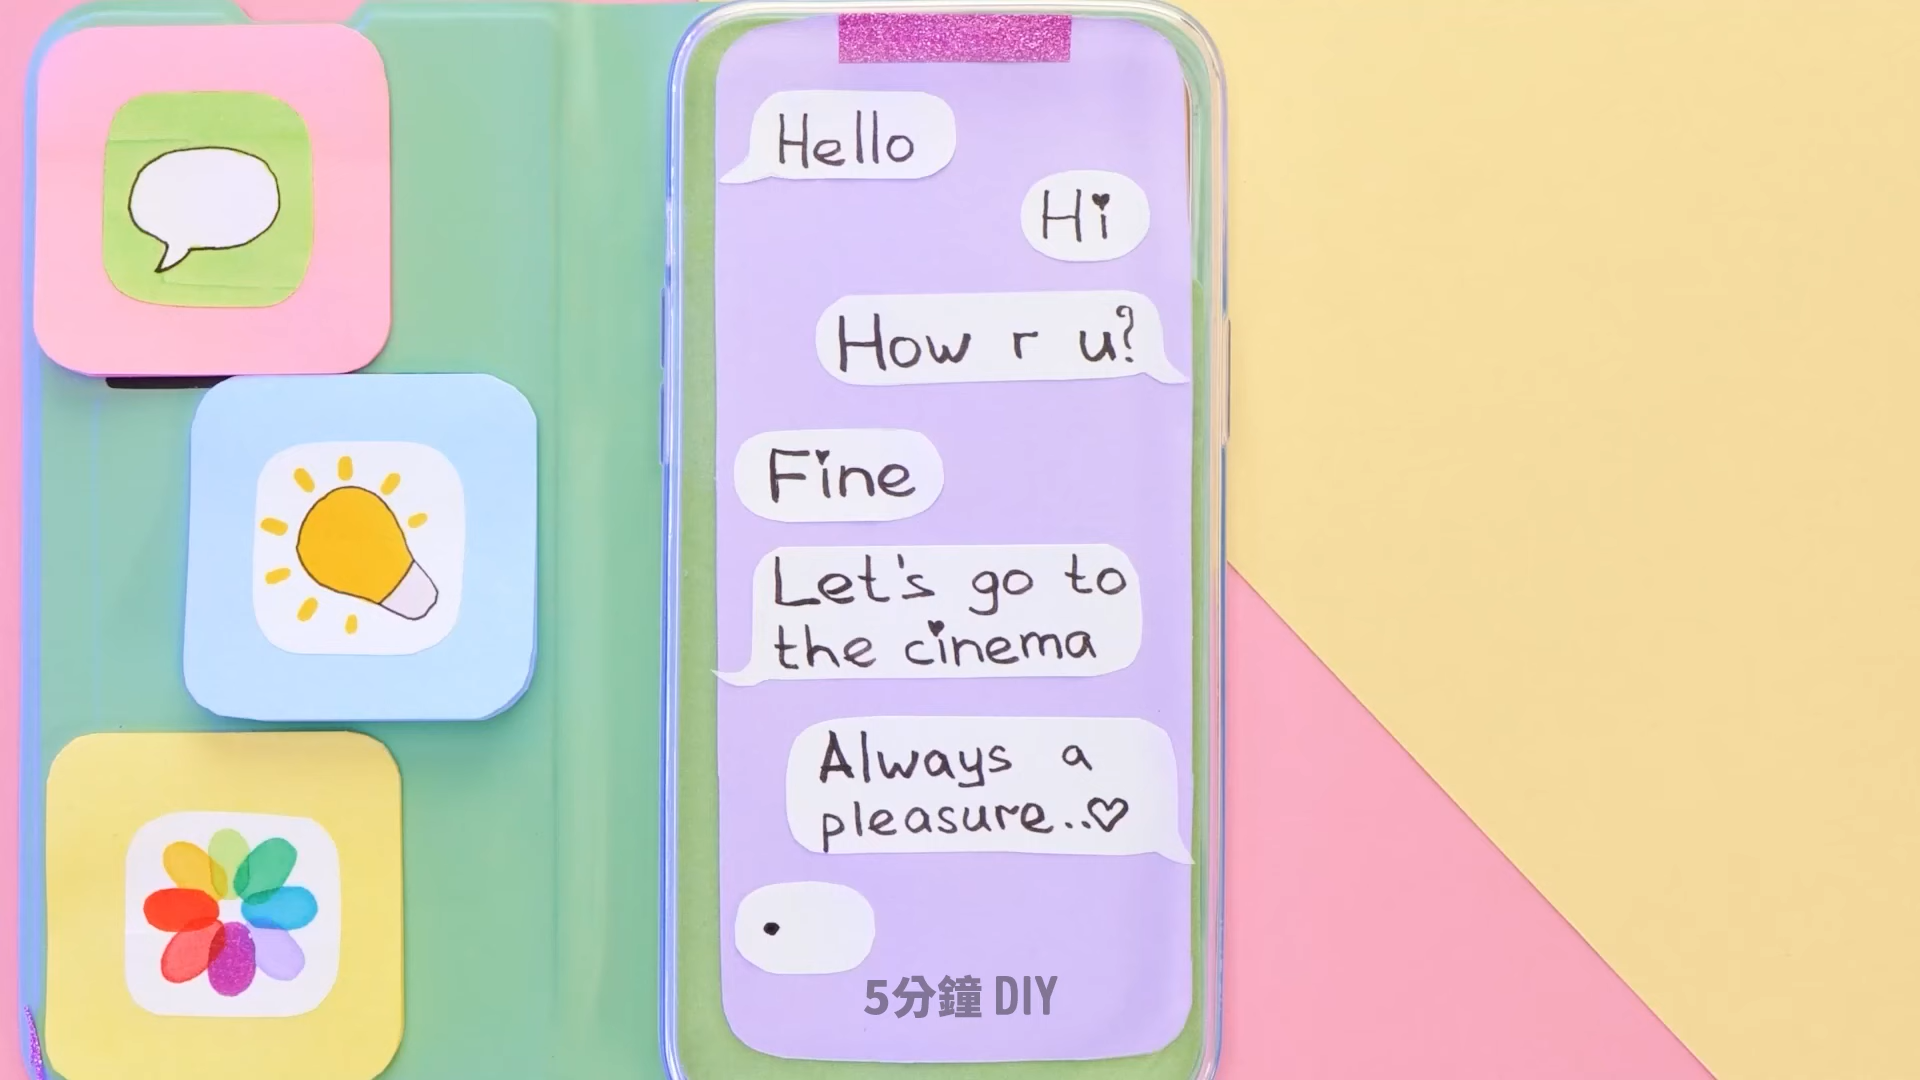 Hello
Hi
How r u?
Fine
Let's go to
the cinema
Always a
pleasure..♡
.
5分鐘 DIY